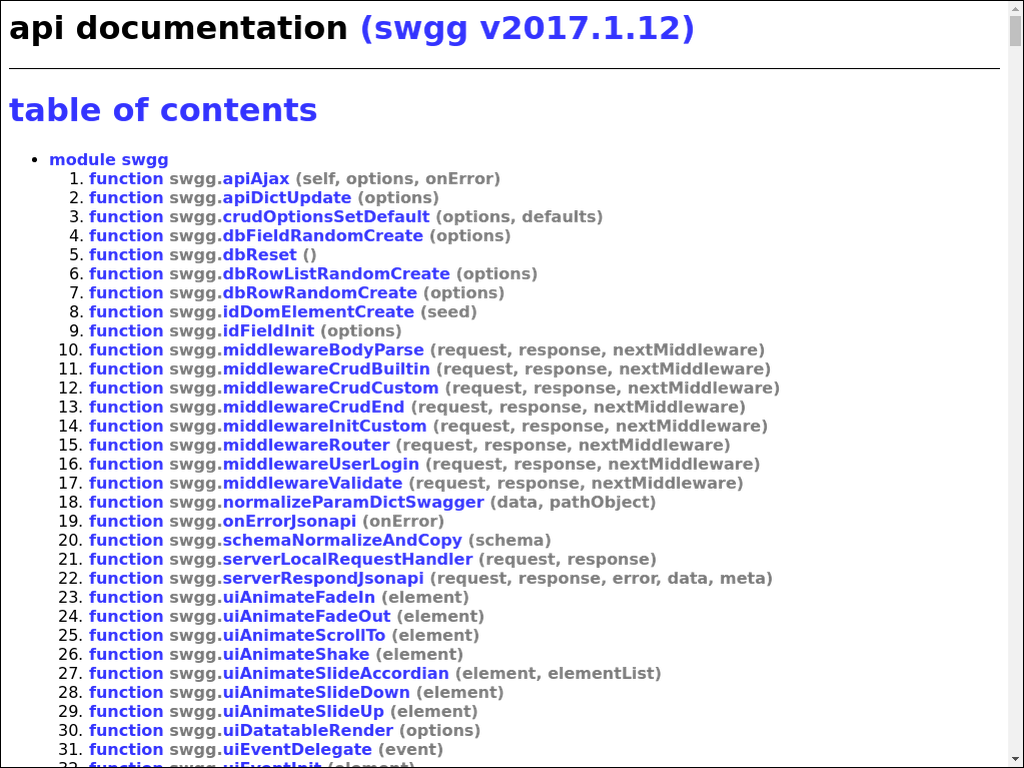 api documentation (swgg v2017.1.12)
table of contents
• module swgg
1. function swgg.apiAjax (self, options, onError)
2. function swgg.apiDictUpdate (options)
3. function swgg.crudOptionsSetDefault (options, defaults)
4. function swgg.dbFieldRandomCreate (options)
5. function swgg.dbReset ()
6. function swgg.dbRowListRandomCreate (options)
7. function swgg.dbRowRandomCreate (options)
8. function swgg.idDomElementCreate (seed)
9. function swgg.idFieldInit (options)
10. function swgg.middlewareBodyParse (request, response, nextMiddleware)
11. function swgg.middlewareCrudBuiltin (request, response, nextMiddleware)
12. function swgg.middlewareCrudCustom (request, response, nextMiddleware)
13. function swgg.middlewareCrudEnd (request, response, nextMiddleware)
14. function swgg.middlewareInitCustom (request, response, nextMiddleware)
15. function swgg.middlewareRouter (request, response, nextMiddleware)
16. function swgg.middlewareUserLogin (request, response, nextMiddleware)
17. function swgg.middlewareValidate (request, response, nextMiddleware)
18. function swgg.normalizeParamDictSwagger (data, pathObject)
19. function swgg.onErrorJsonapi (onError)
20. function swgg.schemaNormalizeAndCopy (schema)
21. function swgg.serverLocalRequestHandler (request, response)
22. function swgg.serverRespondJsonapi (request, response, error, data, meta)
23. function swgg.uiAnimateFadeIn (element)
24. function swgg.uiAnimateFadeOut (element)
25. function swgg.uiAnimateScrollTo (element)
26. function swgg.uiAnimateShake (element)
27. function swgg.uiAnimateSlideAccordian (element, elementList)
28. function swgg.uiAnimateSlideDown (element)
29. function swgg.uiAnimateSlideUp (element)
30. function swgg.uiDatatableRender (options)
31. function swgg.uiEventDelegate (event)
32. function swgg.uiEventInit (element)